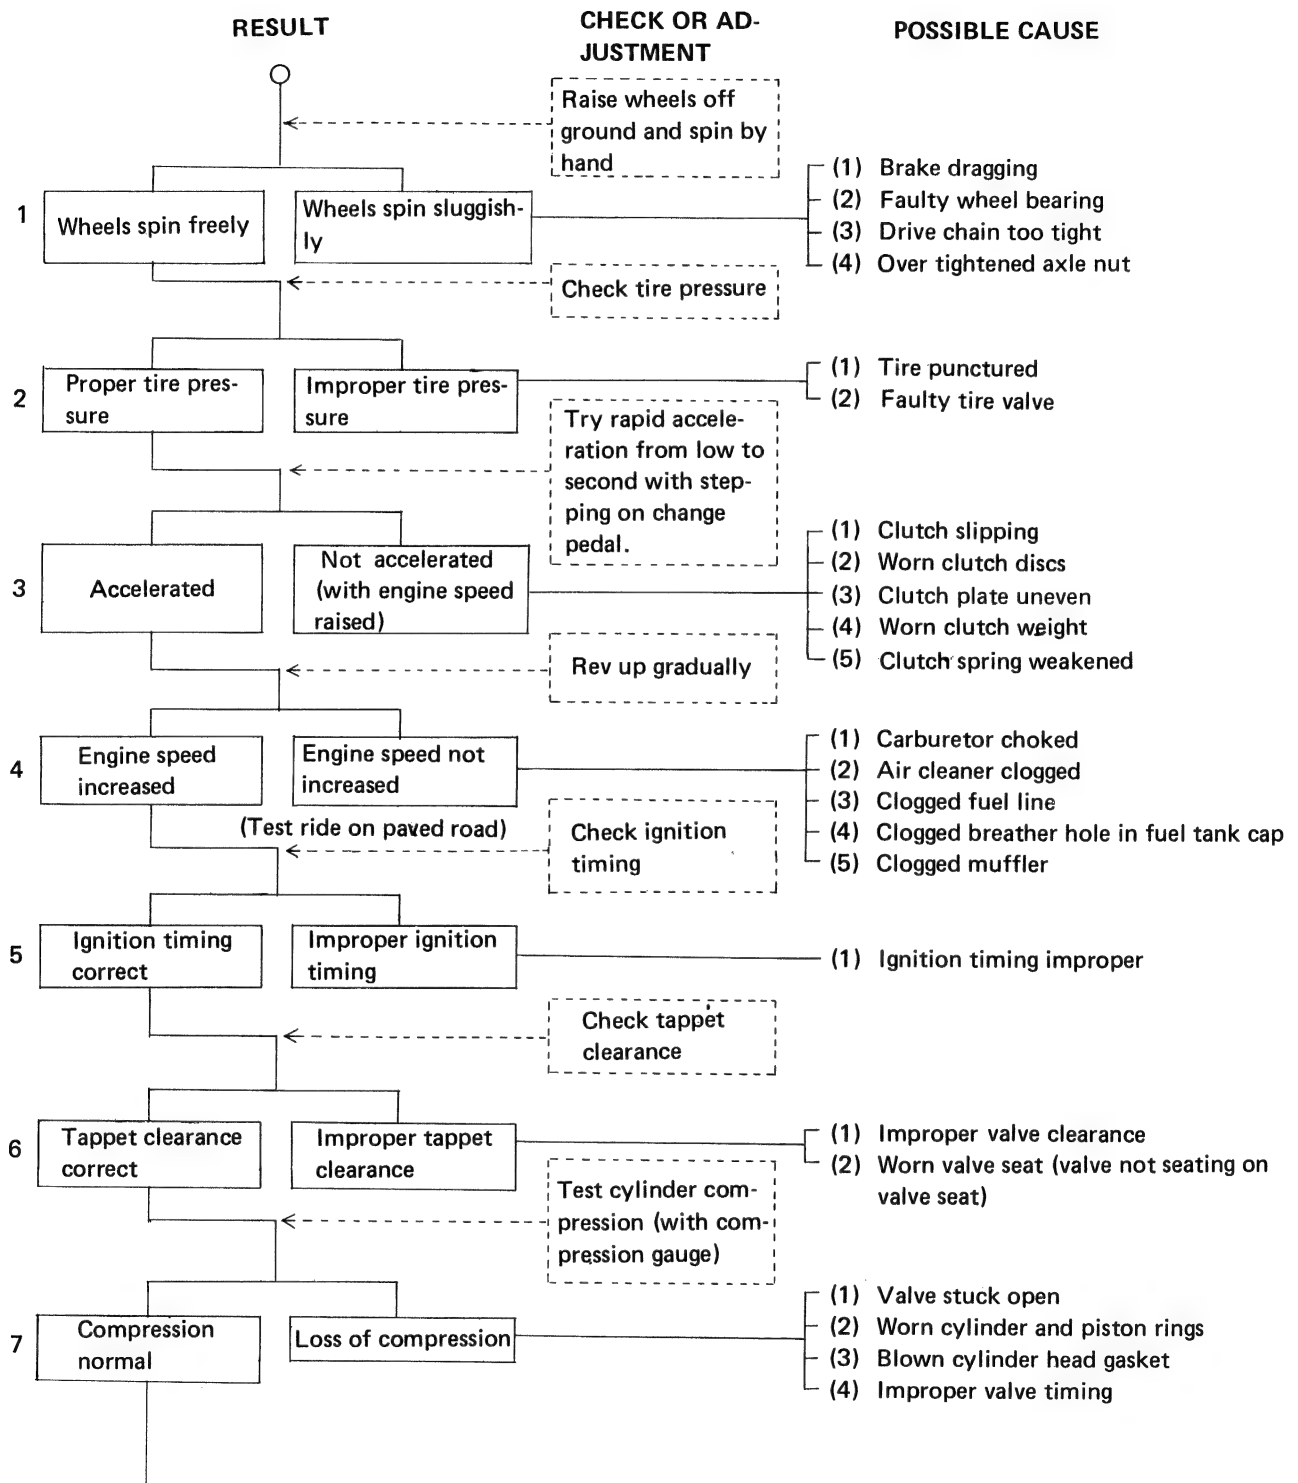 RESULT
CHECK OR AD-
JUSTMENT
POSSIBLE CAUSE
Raise wheels off
ground and spin by
hand
1
Wheels spin freely
Wheels spin sluggish-
ly
(1) Brake dragging
(2) Faulty wheel bearing
(3) Drive chain too tight
(4) Over tightened axle nut
Check tire pressure
2
Proper tire pres-
sure
Improper tire pres-
sure
(1) Tire punctured
(2) Faulty tire valve
Try rapid accele-
ration from low to
second with step-
ping on change
pedal.
3
Accelerated
Not accelerated
(with engine speed
raised)
(1) Clutch slipping
(2) Worn clutch discs
(3) Clutch plate uneven
(4) Worn clutch weight
(5) Clutch spring weakened
Rev up gradually
4
Engine speed
increased
Engine speed not
increased
(1) Carburetor choked
(2) Air cleaner clogged
(3) Clogged fuel line
(4) Clogged breather hole in fuel tank cap
(5) Clogged muffler
(Test ride on paved road)
Check ignition
timing
5
Ignition timing
correct
Improper ignition
timing
(1) Ignition timing improper
Check tappet
clearance
6
Tappet clearance
correct
Improper tappet
clearance
(1) Improper valve clearance
(2) Worn valve seat (valve not seating on
valve seat)
Test cylinder com-
pression (with com-
pression gauge)
7
Compression
normal
Loss of compression
(1) Valve stuck open
(2) Worn cylinder and piston rings
(3) Blown cylinder head gasket
(4) Improper valve timing